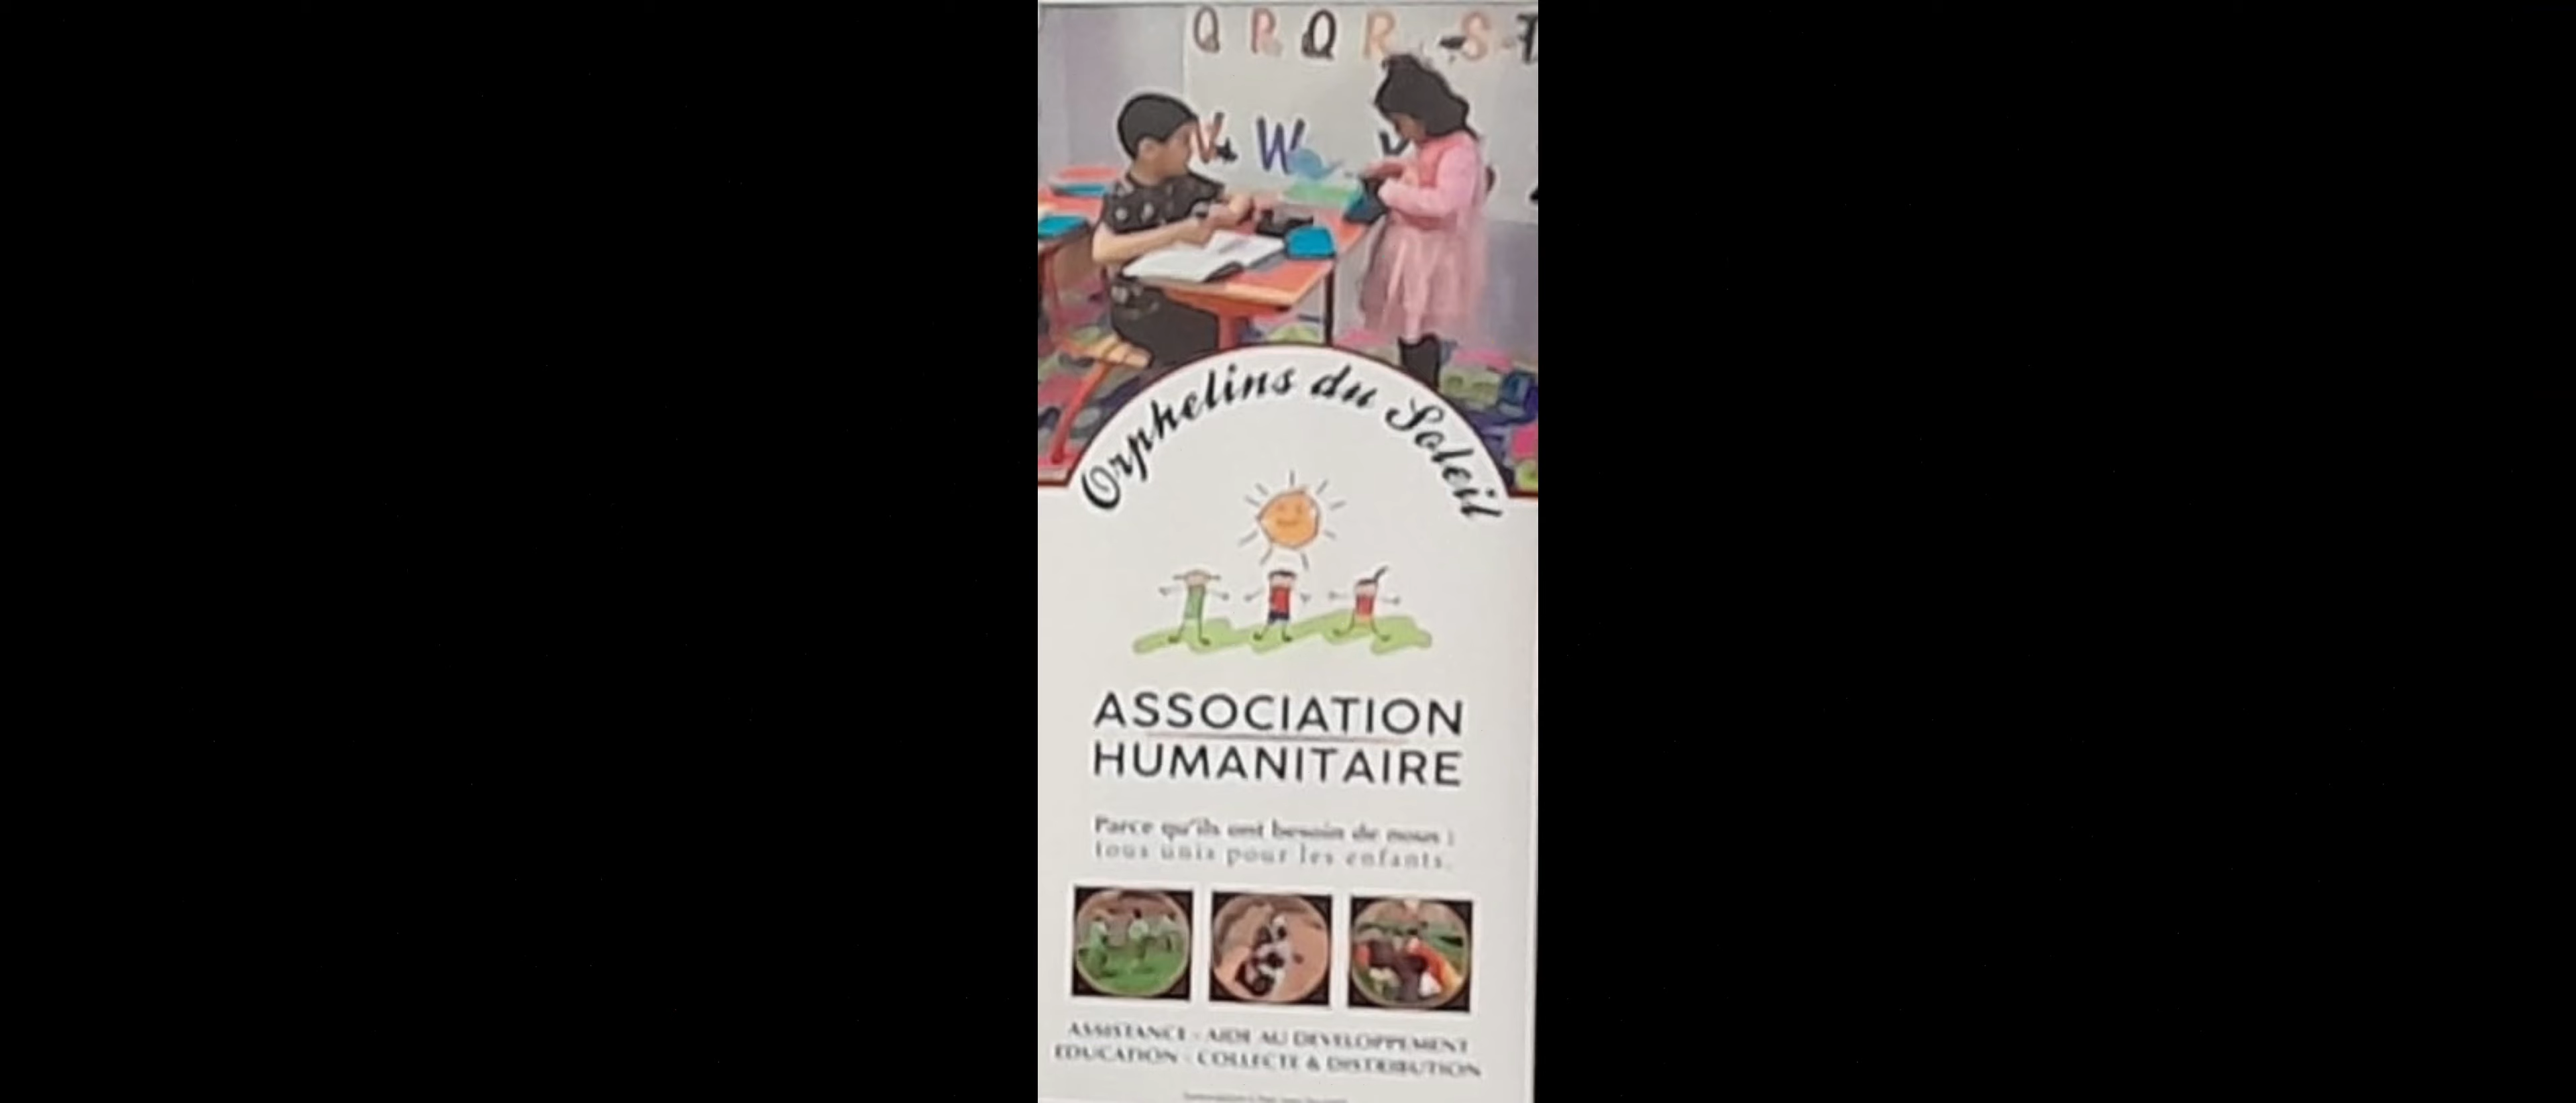 Q R Q R S T
V W
Orphelins du Soleil
ASSOCIATION
HUMANITAIRE
Parce qu'ils ont besoin de nous :
tous unis pour les enfants.
ASSISTANCE - AIDE AU DEVELOPPEMENT
EDUCATION - COLLECTE & DISTRIBUTION